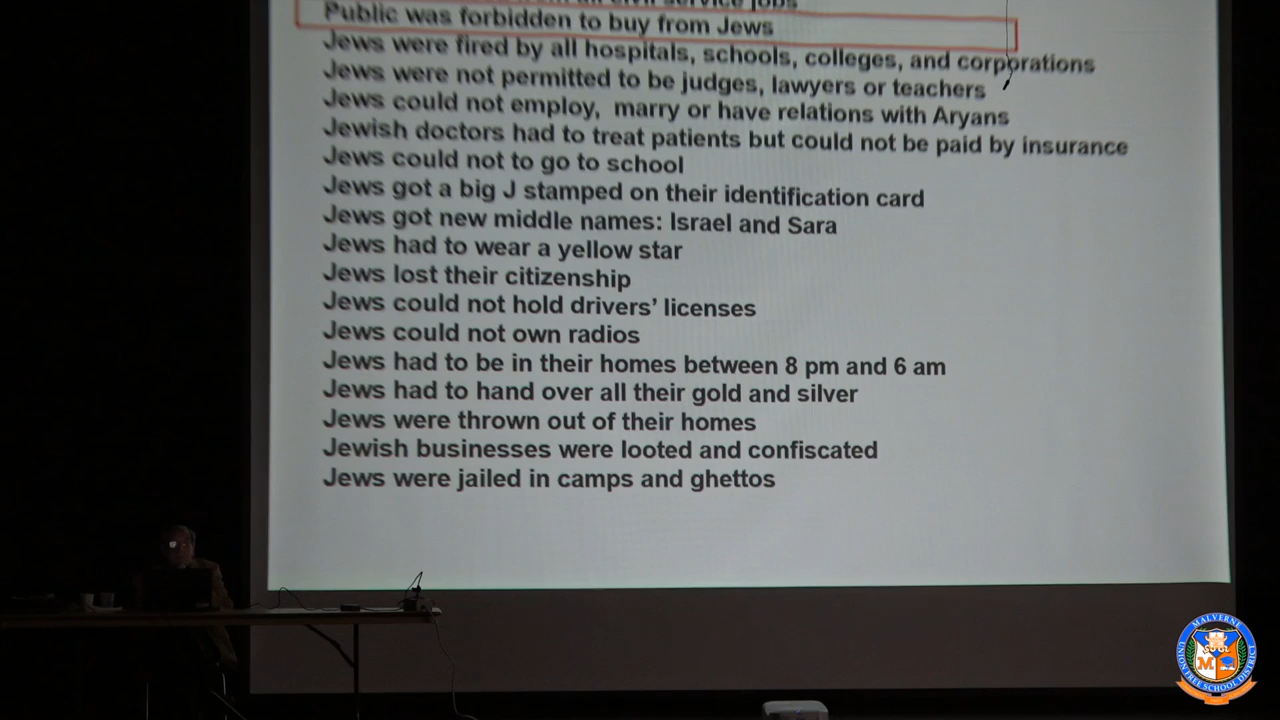 civil service jobs
Public was forbidden to buy from Jews
Jews were fired by all hospitals, schools, colleges, and corporations
Jews were not permitted to be judges, lawyers or teachers
Jews could not employ, marry or have relations with Aryans
Jewish doctors had to treat patients but could not be paid by insurance
Jews could not to go to school
Jews got a big J stamped on their identification card
Jews got new middle names: Israel and Sara
Jews had to wear a yellow star
Jews lost their citizenship
Jews could not hold drivers’ licenses
Jews could not own radios
Jews had to be in their homes between 8 pm and 6 am
Jews had to hand over all their gold and silver
Jews were thrown out of their homes
Jewish businesses were looted and confiscated
Jews were jailed in camps and ghettos
MALVERNE
M
UNION FREE SCHOOL DISTRICT